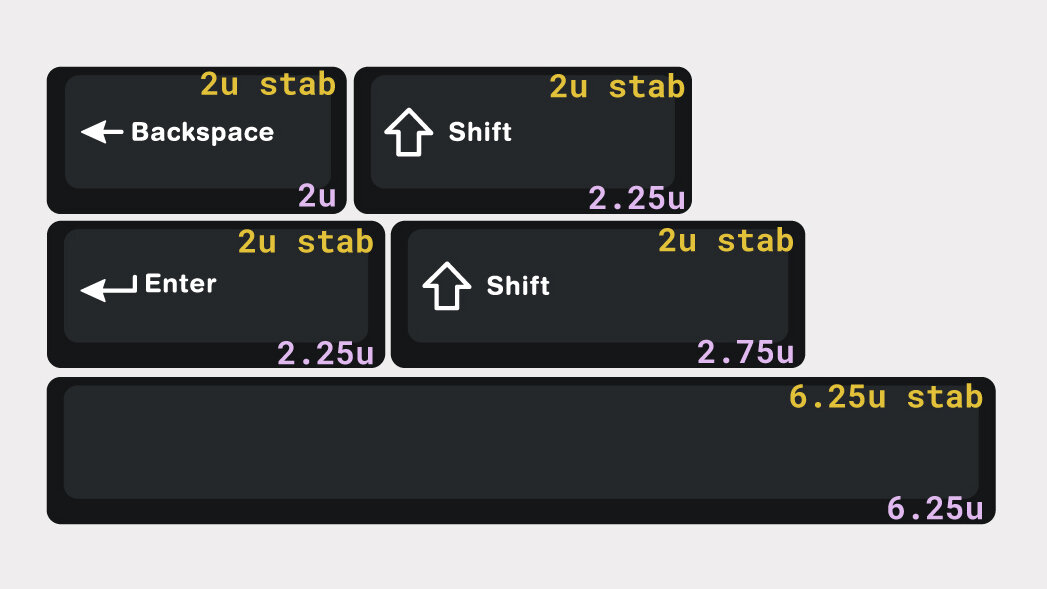 2u stab
Backspace
2u
2u stab
Shift
2.25u
2u stab
Enter
2.25u
2u stab
Shift
2.75u
6.25u stab
6.25u